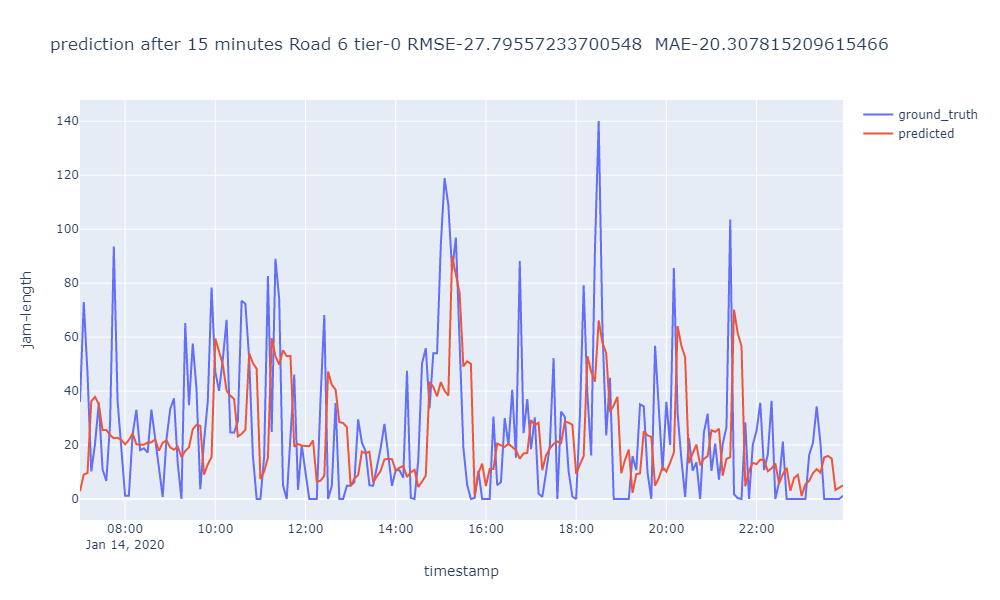 prediction after 15 minutes Road 6 tier-0 RMSE-27.79557233700548  MAE-20.307815209615466
ground_truth
predicted
140
120
100
80
60
40
20
0
jam-length
08:00 10:00 12:00 14:00 16:00 18:00 20:00 22:00
Jan 14, 2020
timestamp